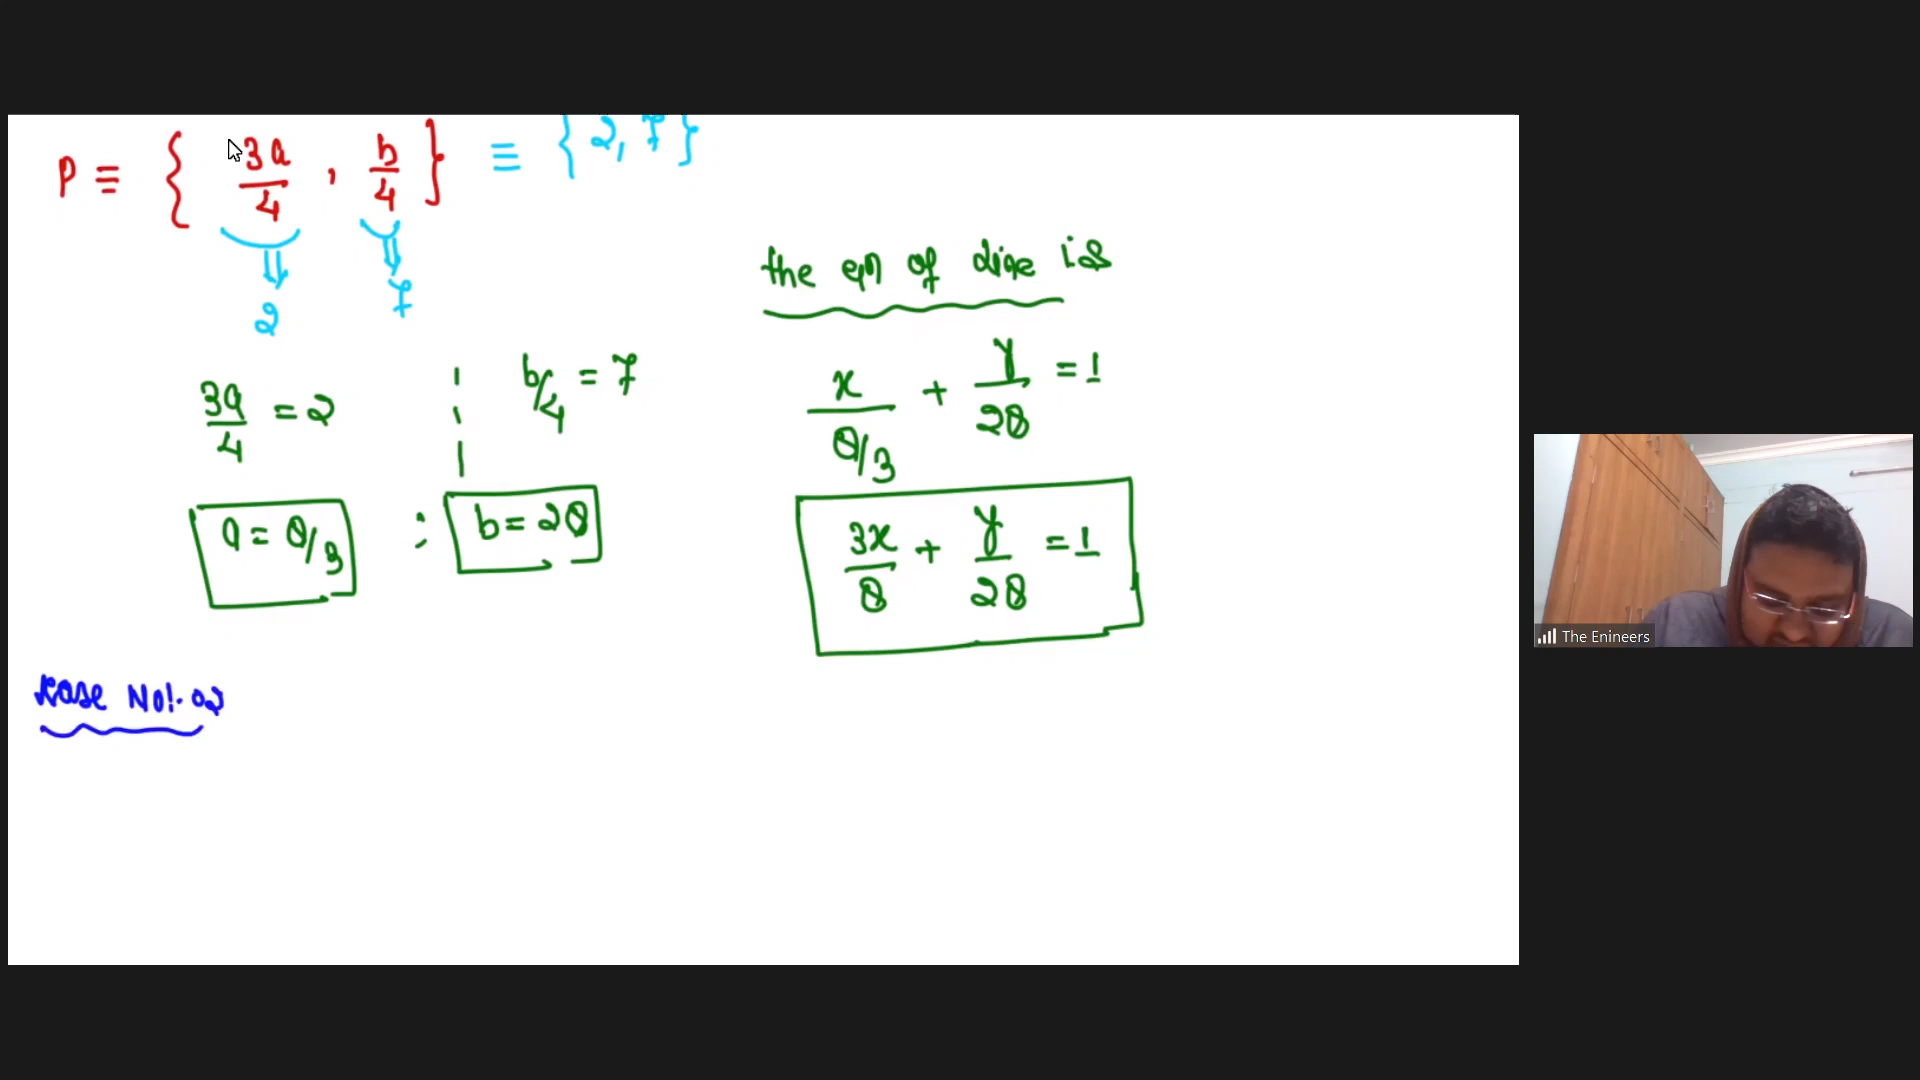 P ≡ { 3a/4 , b/4 } ≡ { 2, 7 }
2 7
3a/4 = 2 b/4 = 7
a = 8/3 ; b = 28
the eqn of line is
x/8/3 + y/28 = 1
3x/8 + y/28 = 1
Case No:- 02
The Enineers